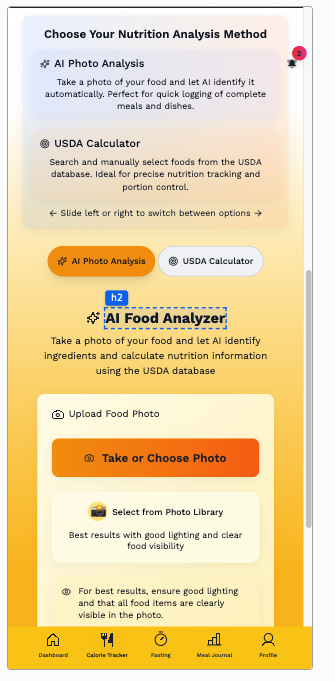 Choose Your Nutrition Analysis Method
2
AI Photo Analysis
Take a photo of your food and let AI identify it
automatically. Perfect for quick logging of complete
meals and dishes.
USDA Calculator
Search and manually select foods from the USDA
database. Ideal for precise nutrition tracking and
portion control.
← Slide left or right to switch between options →
AI Photo Analysis
USDA Calculator
h2
AI Food Analyzer
Take a photo of your food and let AI identify
ingredients and calculate nutrition information
using the USDA database
Upload Food Photo
Take or Choose Photo
Select from Photo Library
Best results with good lighting and clear
food visibility
For best results, ensure good lighting
and that all food items are clearly
visible in the photo.
Dashboard
Calorie Tracker
Fasting
Meal Journal
Profile